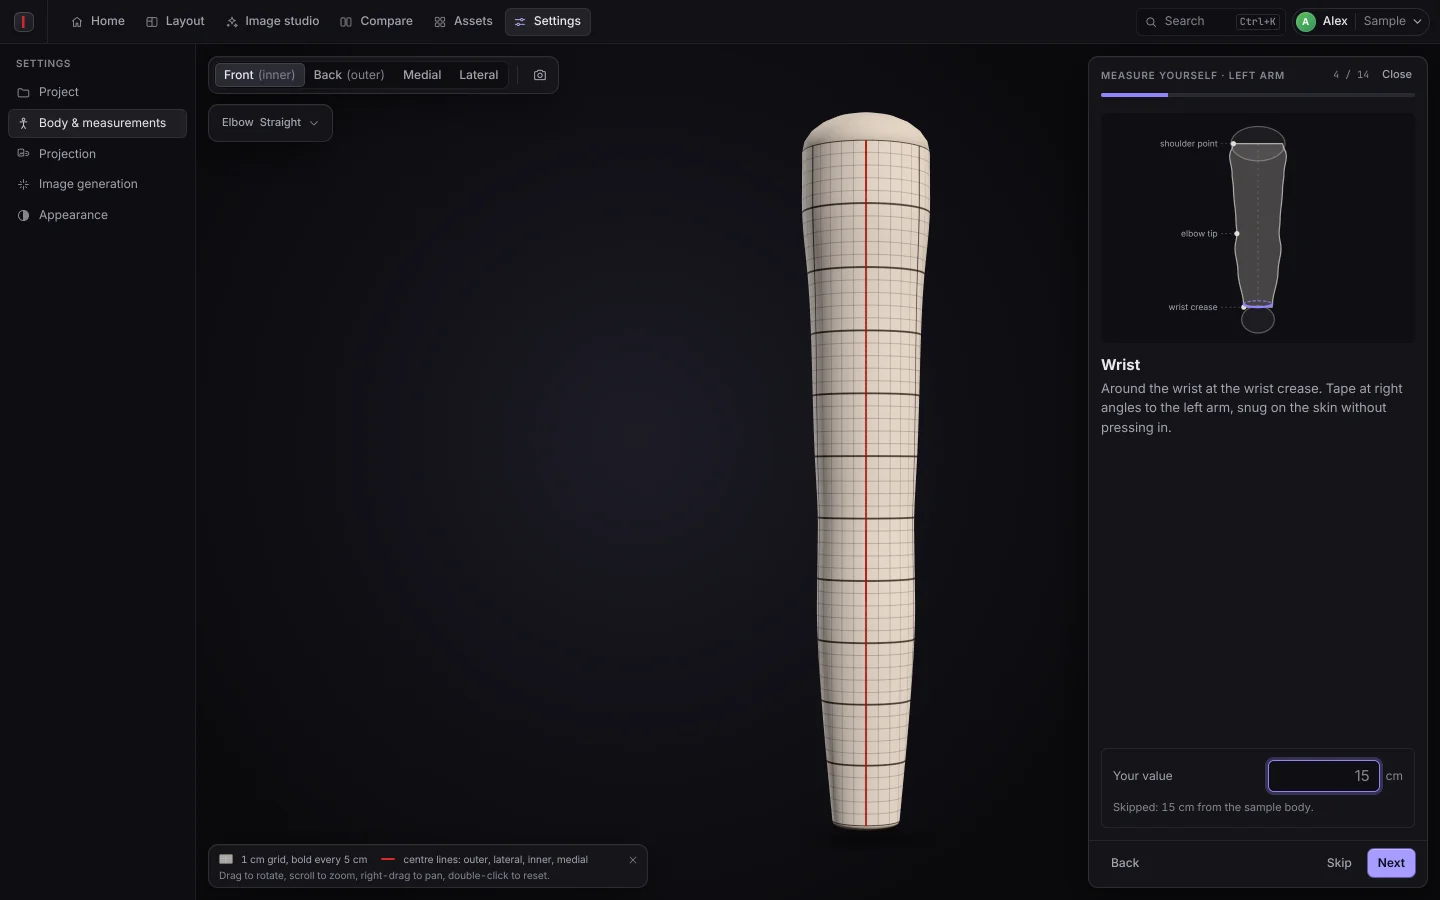 Home
Layout
Image studio
Compare
Assets
Settings
Search
Ctrl+K
A
Alex
Sample
SETTINGS
Project
Body & measurements
Projection
Image generation
Appearance
Front (inner)
Back (outer)
Medial
Lateral
Elbow Straight
1 cm grid, bold every 5 cm
centre lines: outer, lateral, inner, medial
Drag to rotate, scroll to zoom, right-drag to pan, double-click to reset.
MEASURE YOURSELF · LEFT ARM
4 / 14
Close
shoulder point
elbow tip
wrist crease
Wrist
Around the wrist at the wrist crease. Tape at right
angles to the left arm, snug on the skin without
pressing in.
Your value
15
cm
Skipped: 15 cm from the sample body.
Back
Skip
Next